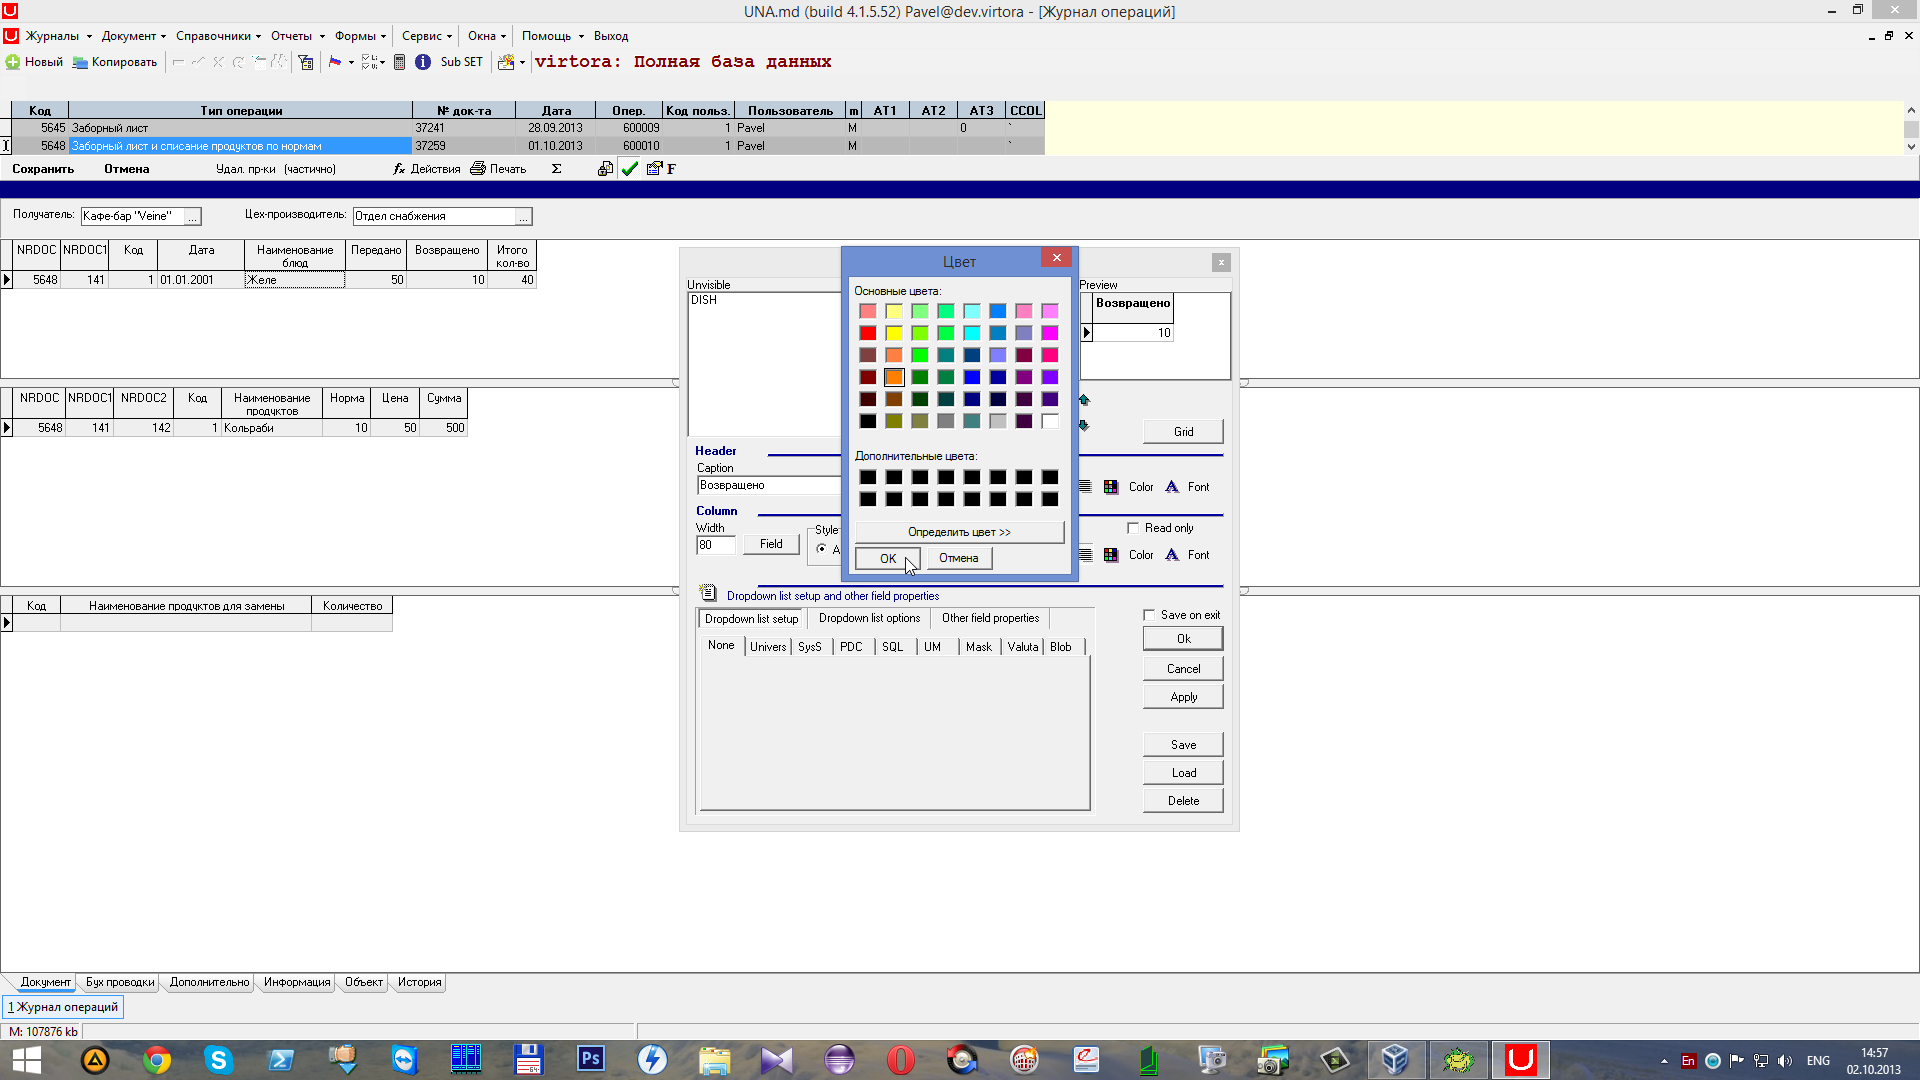 UNA.md (build 4.1.5.52) Pavel@dev.virtora - [Журнал операций]
Журналы Документ Справочники Отчеты Формы Сервис Окна Помощь Выход
Новый Копировать Sub SET virtora: Полная база данных
Код Тип операции № док-та Дата Опер. Код польз. Пользователь m AT1 AT2 AT3 CCOL
5645 Заборный лист 37241 28.09.2013 600009 1 Pavel M 0 `
5648 Заборный лист и списание продуктов по нормам 37259 01.10.2013 600010 1 Pavel M `
Сохранить Отмена Удал. пр-ки (частично) fx Действия Печать Σ F
Получатель: Кафе-бар "Veine" ... Цех-производитель: Отдел снабжения ...
NRDOC NRDOC1 Код Дата Наименование блюд Передано Возвращено Итого кол-во
5648 141 1 01.01.2001 Желе 50 10 40
NRDOC NRDOC1 NRDOC2 Код Наименование продуктов Норма Цена Сумма
5648 141 142 1 Кольраби 10 50 500
Код Наименование продуктов для замены Количество
Unvisible
DISH
Preview
Возвращено
10
Grid
Header
Caption
Возвращено
Color A Font
Column
Width
80
Field
Style
A
Read only
Color A Font
Цвет
Основные цвета:
Дополнительные цвета:
Определить цвет >>
OK Отмена
Dropdown list setup and other field properties
Dropdown list setup Dropdown list options Other field properties
None Univers SysS PDC SQL UM Mask Valuta Blob
Save on exit
Ok
Cancel
Apply
Save
Load
Delete
Документ Бух проводки Дополнительно Информация Объект История
1 Журнал операций
M: 107876 kb
Ps
64
En ENG 14:57
02.10.2013